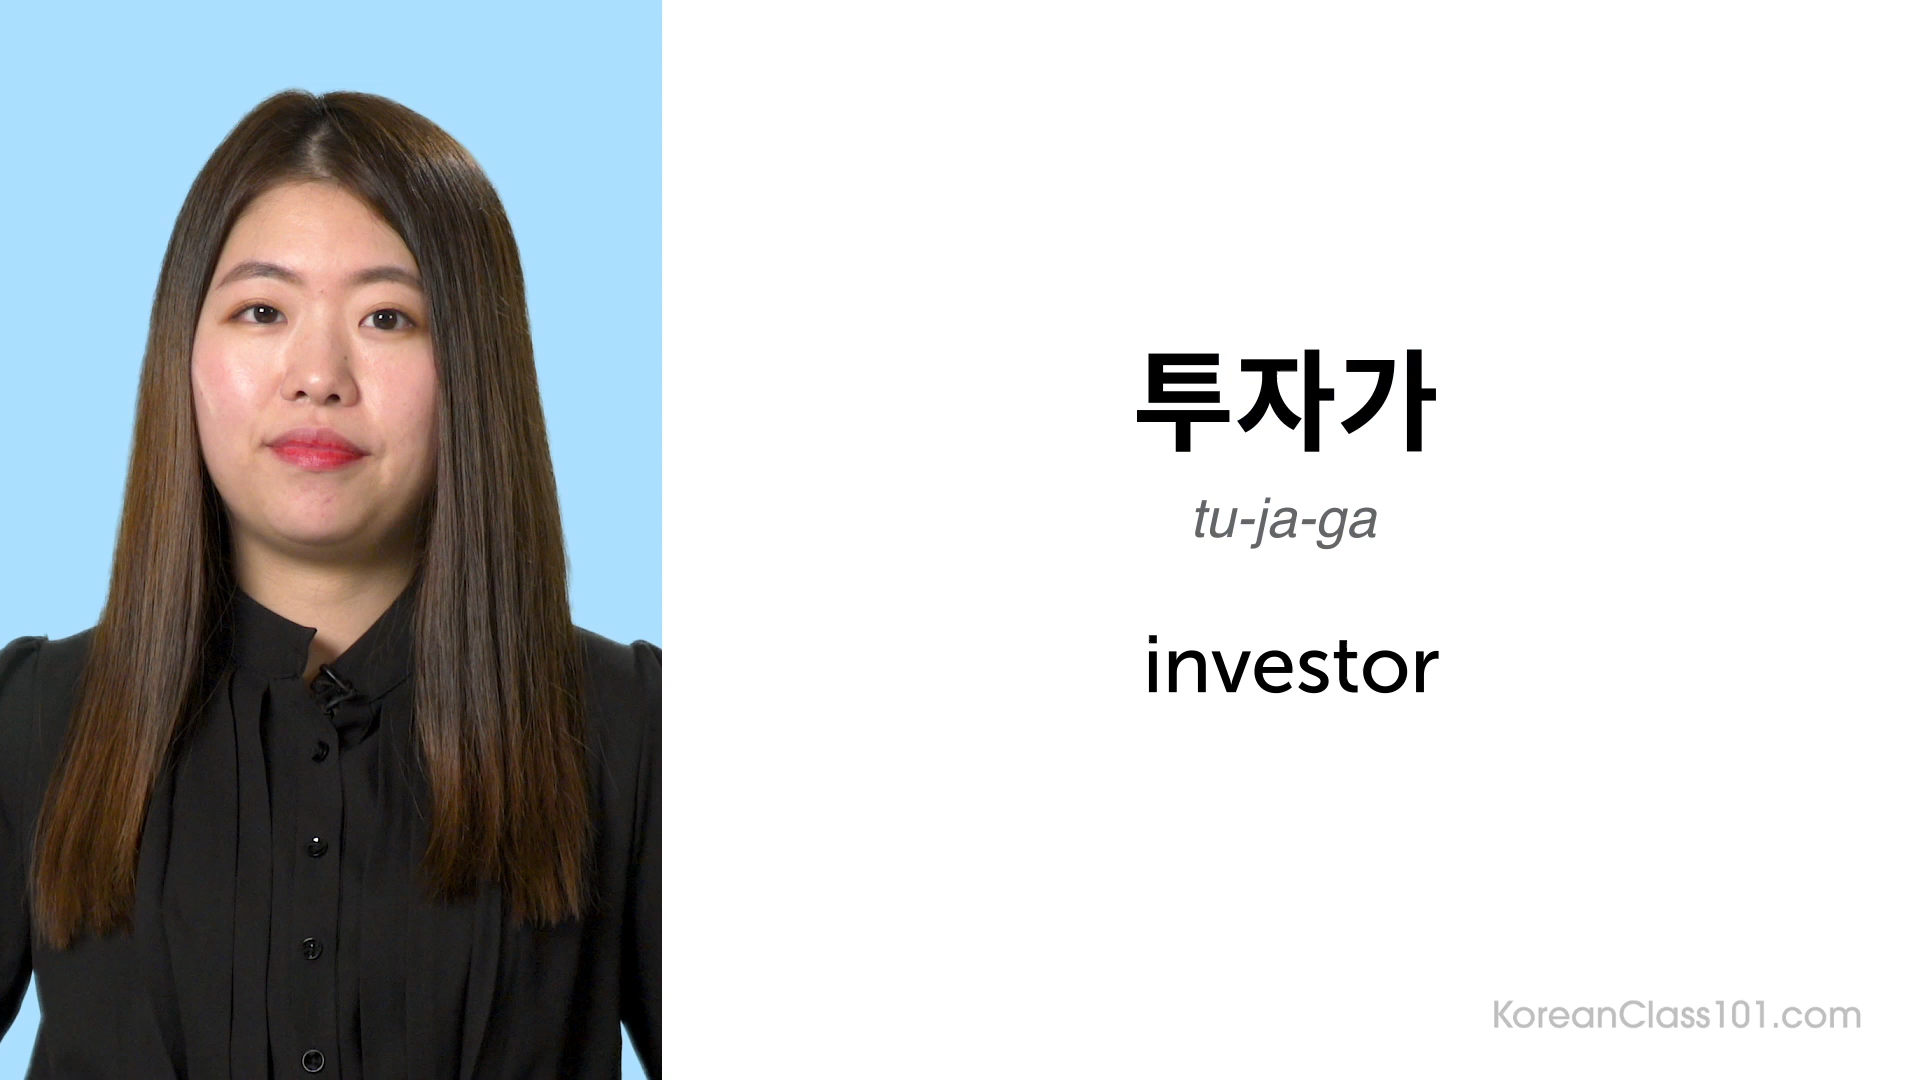 투자가
tu-ja-ga
investor
KoreanClass101.com